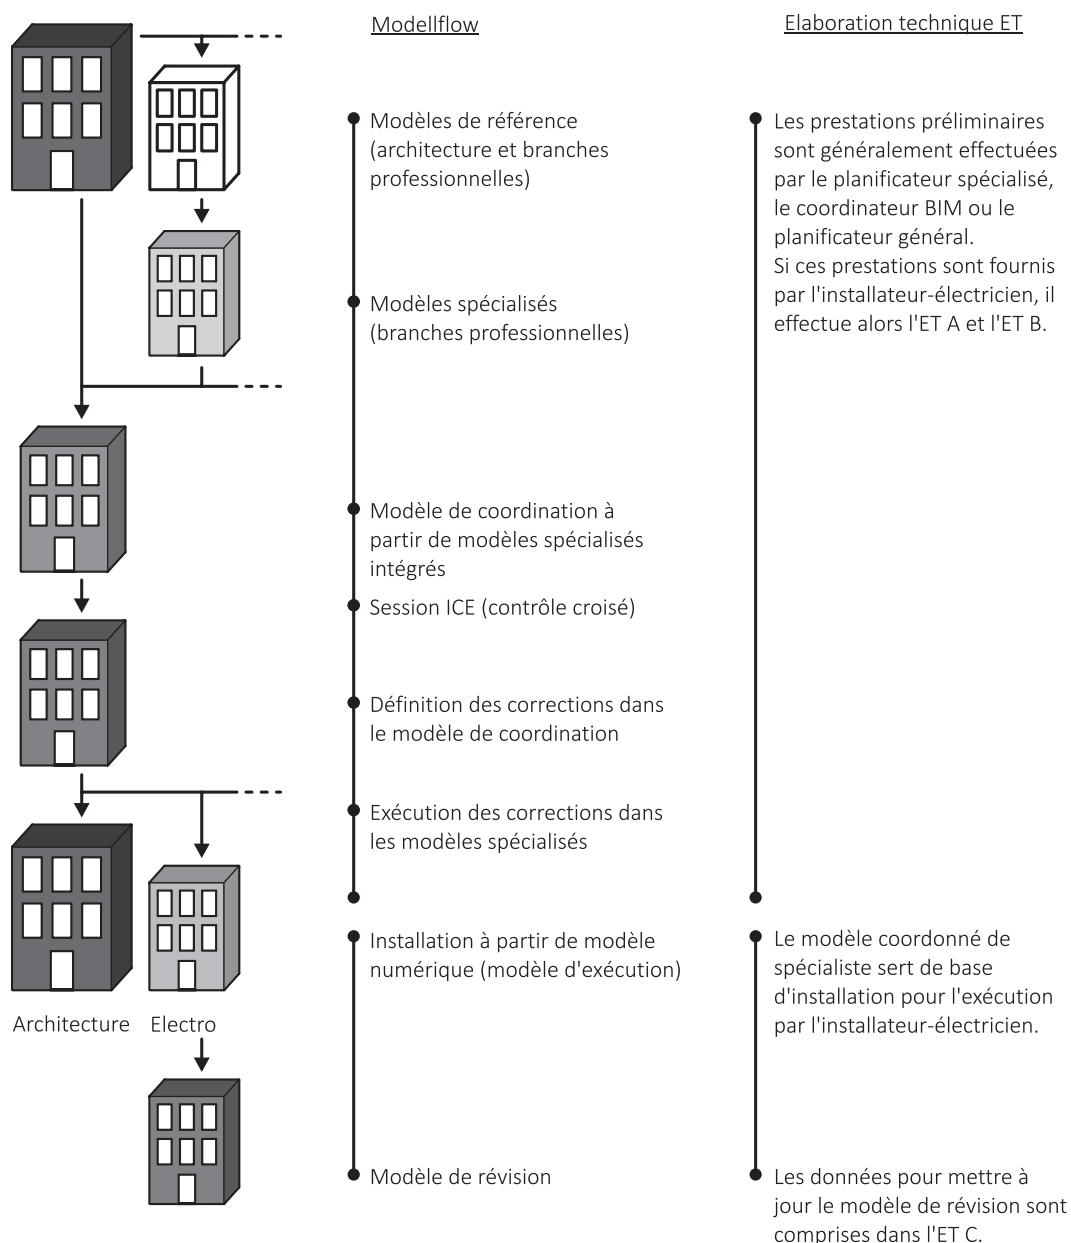 Modellflow
Modèles de référence
(architecture et branches
professionnelles)
Modèles spécialisés
(branches professionnelles)
Modèle de coordination à
partir de modèles spécialisés
intégrés
Session ICE (contrôle croisé)
Définition des corrections dans
le modèle de coordination
Exécution des corrections dans
les modèles spécialisés
Installation à partir de modèle
numérique (modèle d'exécution)
Modèle de révision
Elaboration technique ET
Les prestations préliminaires
sont généralement effectuées
par le planificateur spécialisé,
le coordinateur BIM ou le
planificateur général.
Si ces prestations sont fournis
par l'installateur-électricien, il
effectue alors l'ET A et l'ET B.
Le modèle coordonné de
spécialiste sert de base
d'installation pour l'exécution
par l'installateur-électricien.
Les données pour mettre à
jour le modèle de révision sont
comprises dans l'ET C.
Architecture Electro